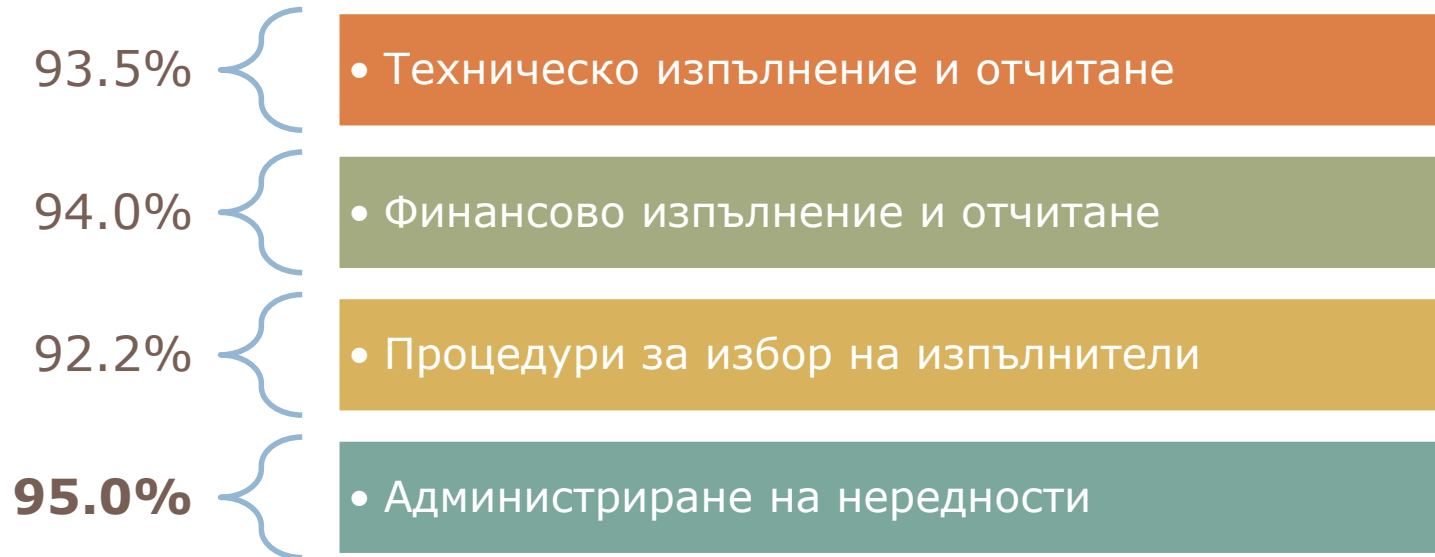 93.5%
• Техническо изпълнение и отчитане
94.0%
• Финансово изпълнение и отчитане
92.2%
• Процедури за избор на изпълнители
95.0%
• Администриране на нередности